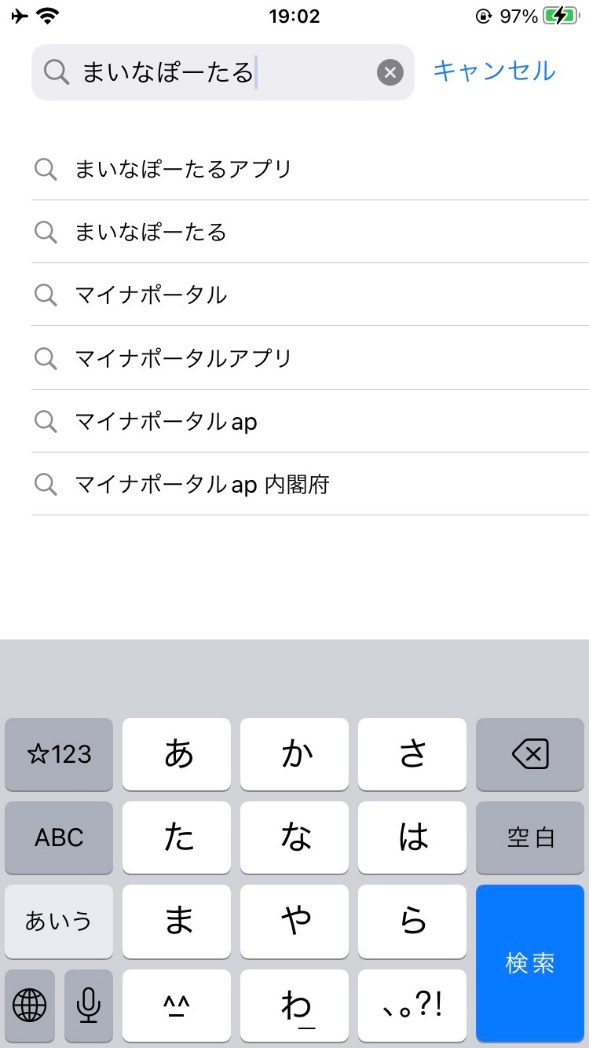 19:02
97%
まいなぽーたる
キャンセル
まいなぽーたるアプリ
まいなぽーたる
マイナポータル
マイナポータルアプリ
マイナポータルap
マイナポータルap 内閣府
☆123
あ
か
さ
ABC
た
な
は
空白
あいう
ま
や
ら
検索
^^
わ
、。?!